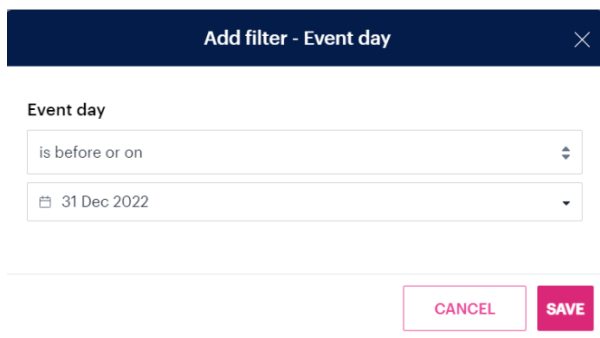 Add filter - Event day
Event day
is before or on
31 Dec 2022
CANCEL
SAVE